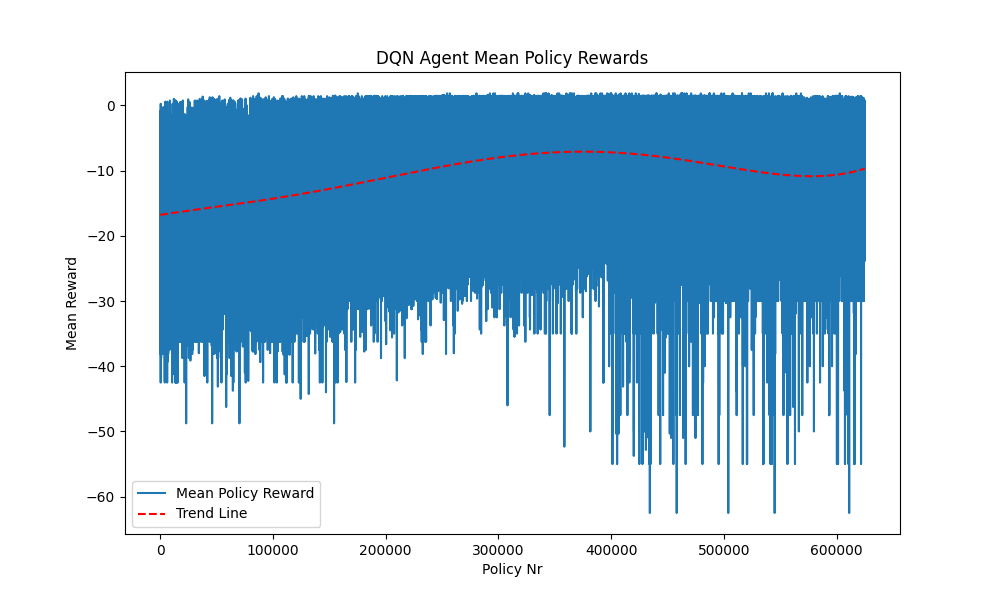 DQN Agent Mean Policy Rewards
Mean Reward
0
−10
−20
−30
−40
−50
−60
Mean Policy Reward
Trend Line
0
100000
200000
300000
400000
500000
600000
Policy Nr